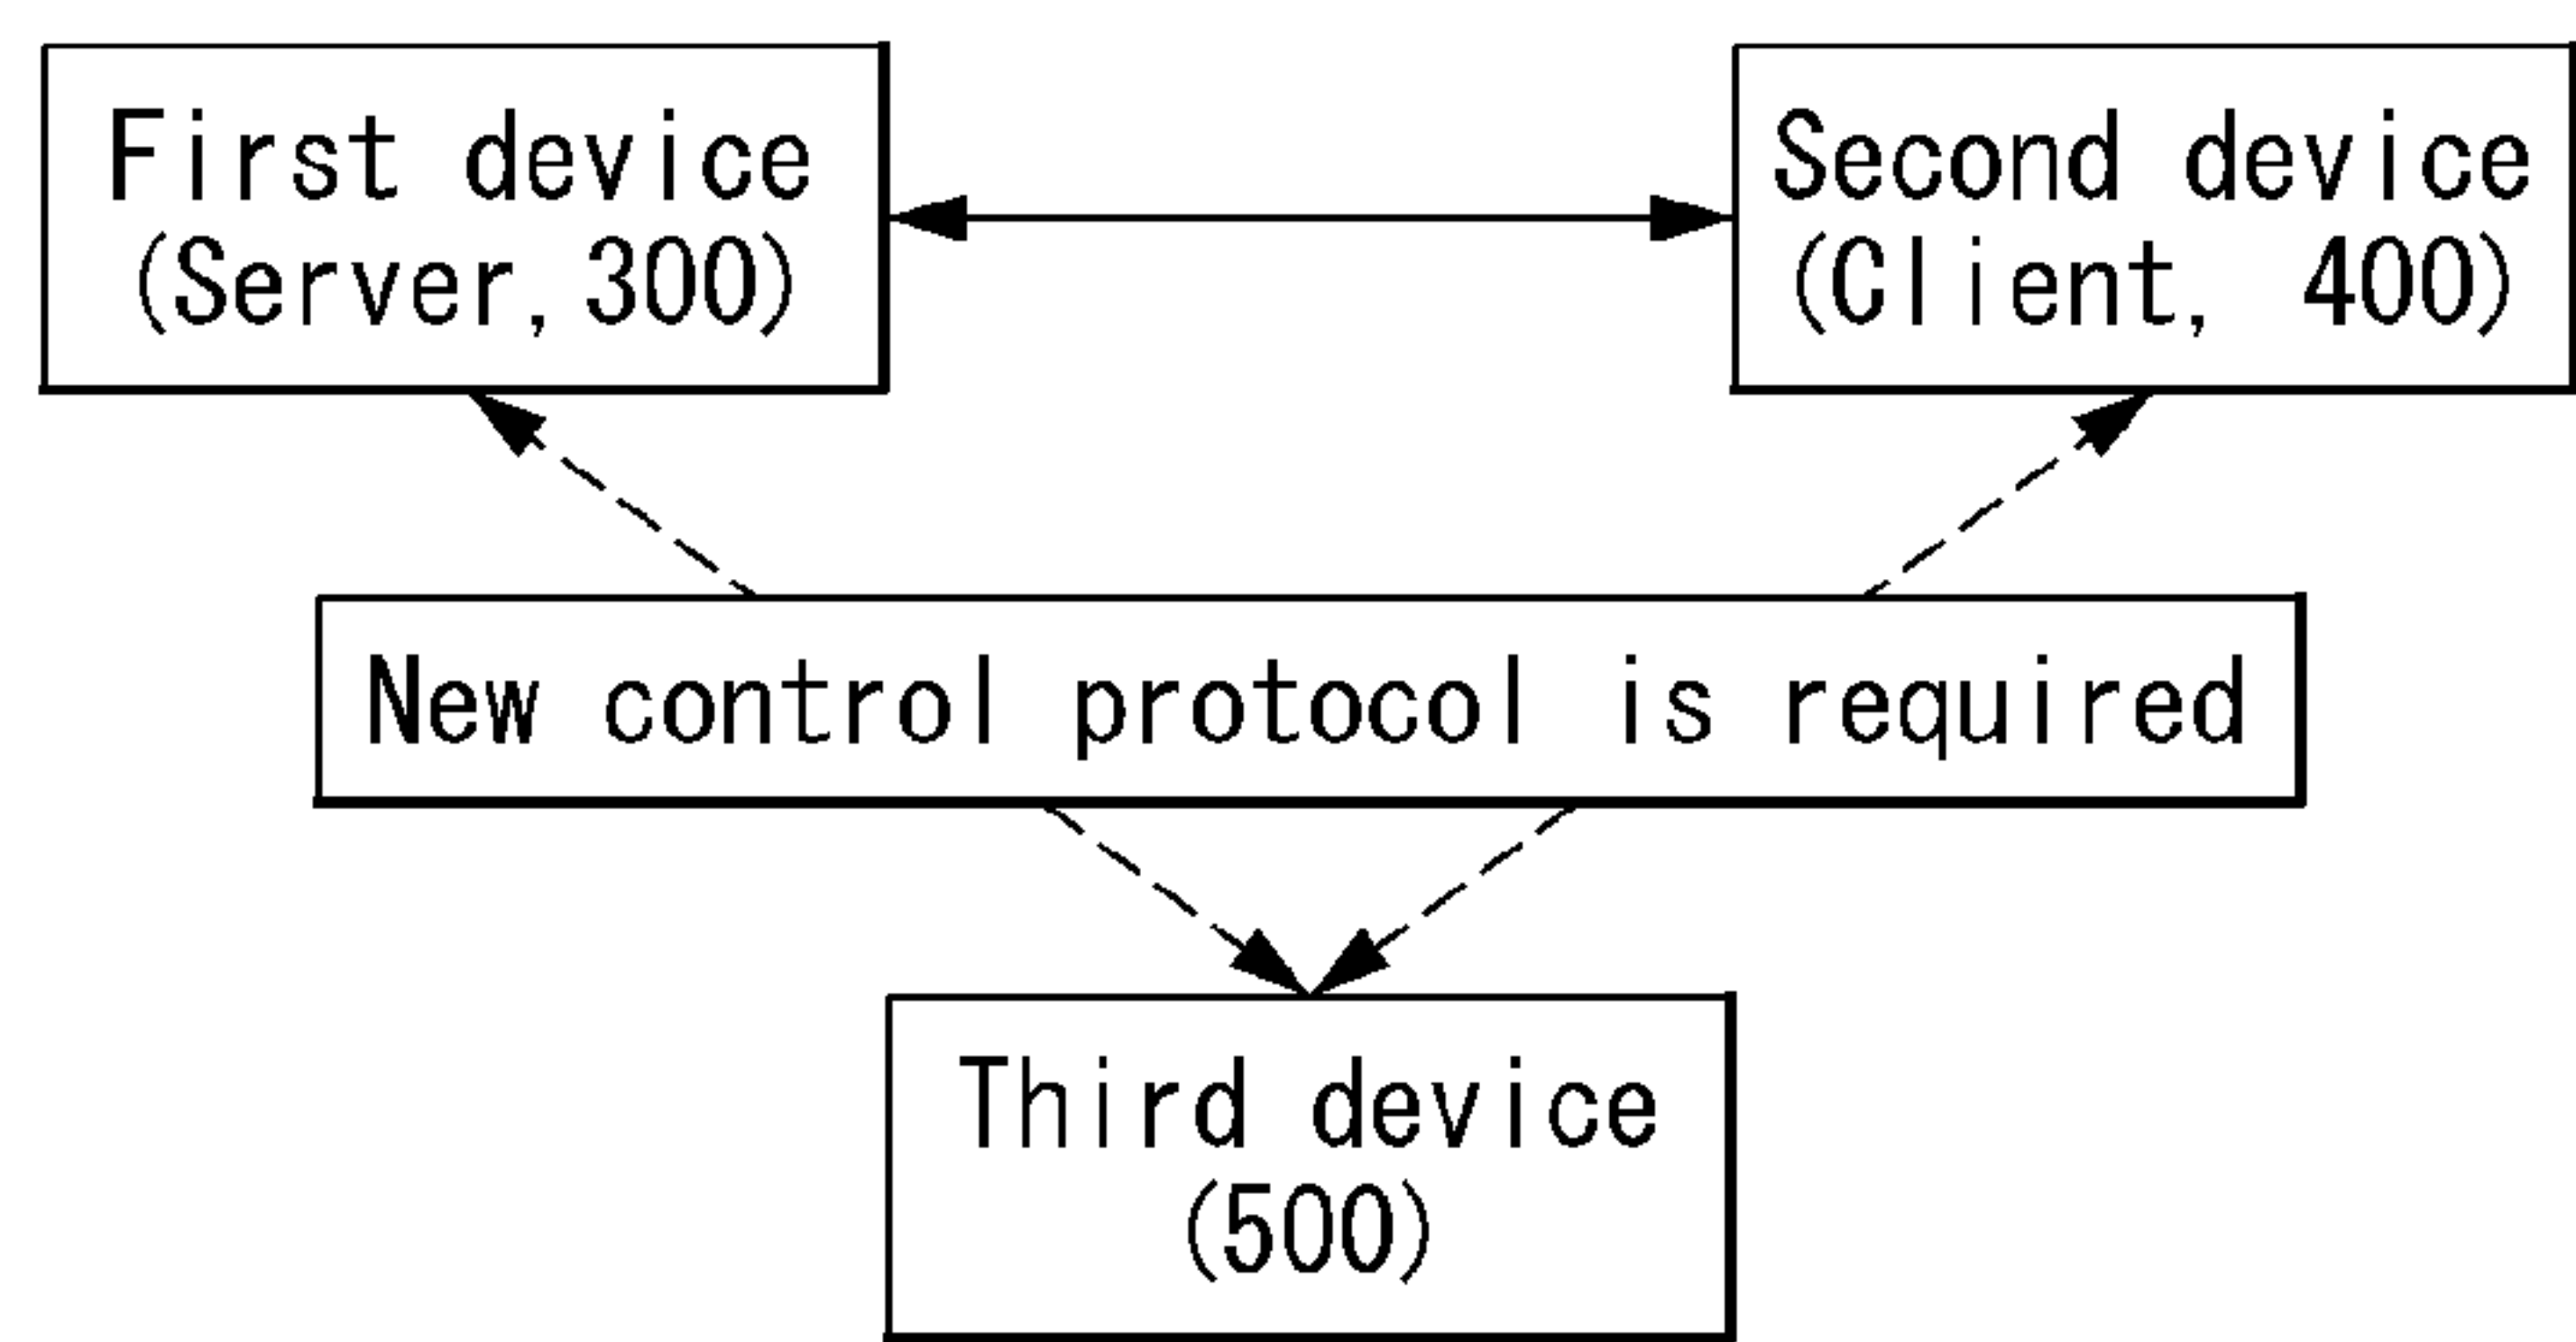 First device
(Server,300)
Second device
(Client, 400)
New control protocol is required
Third device
(500)